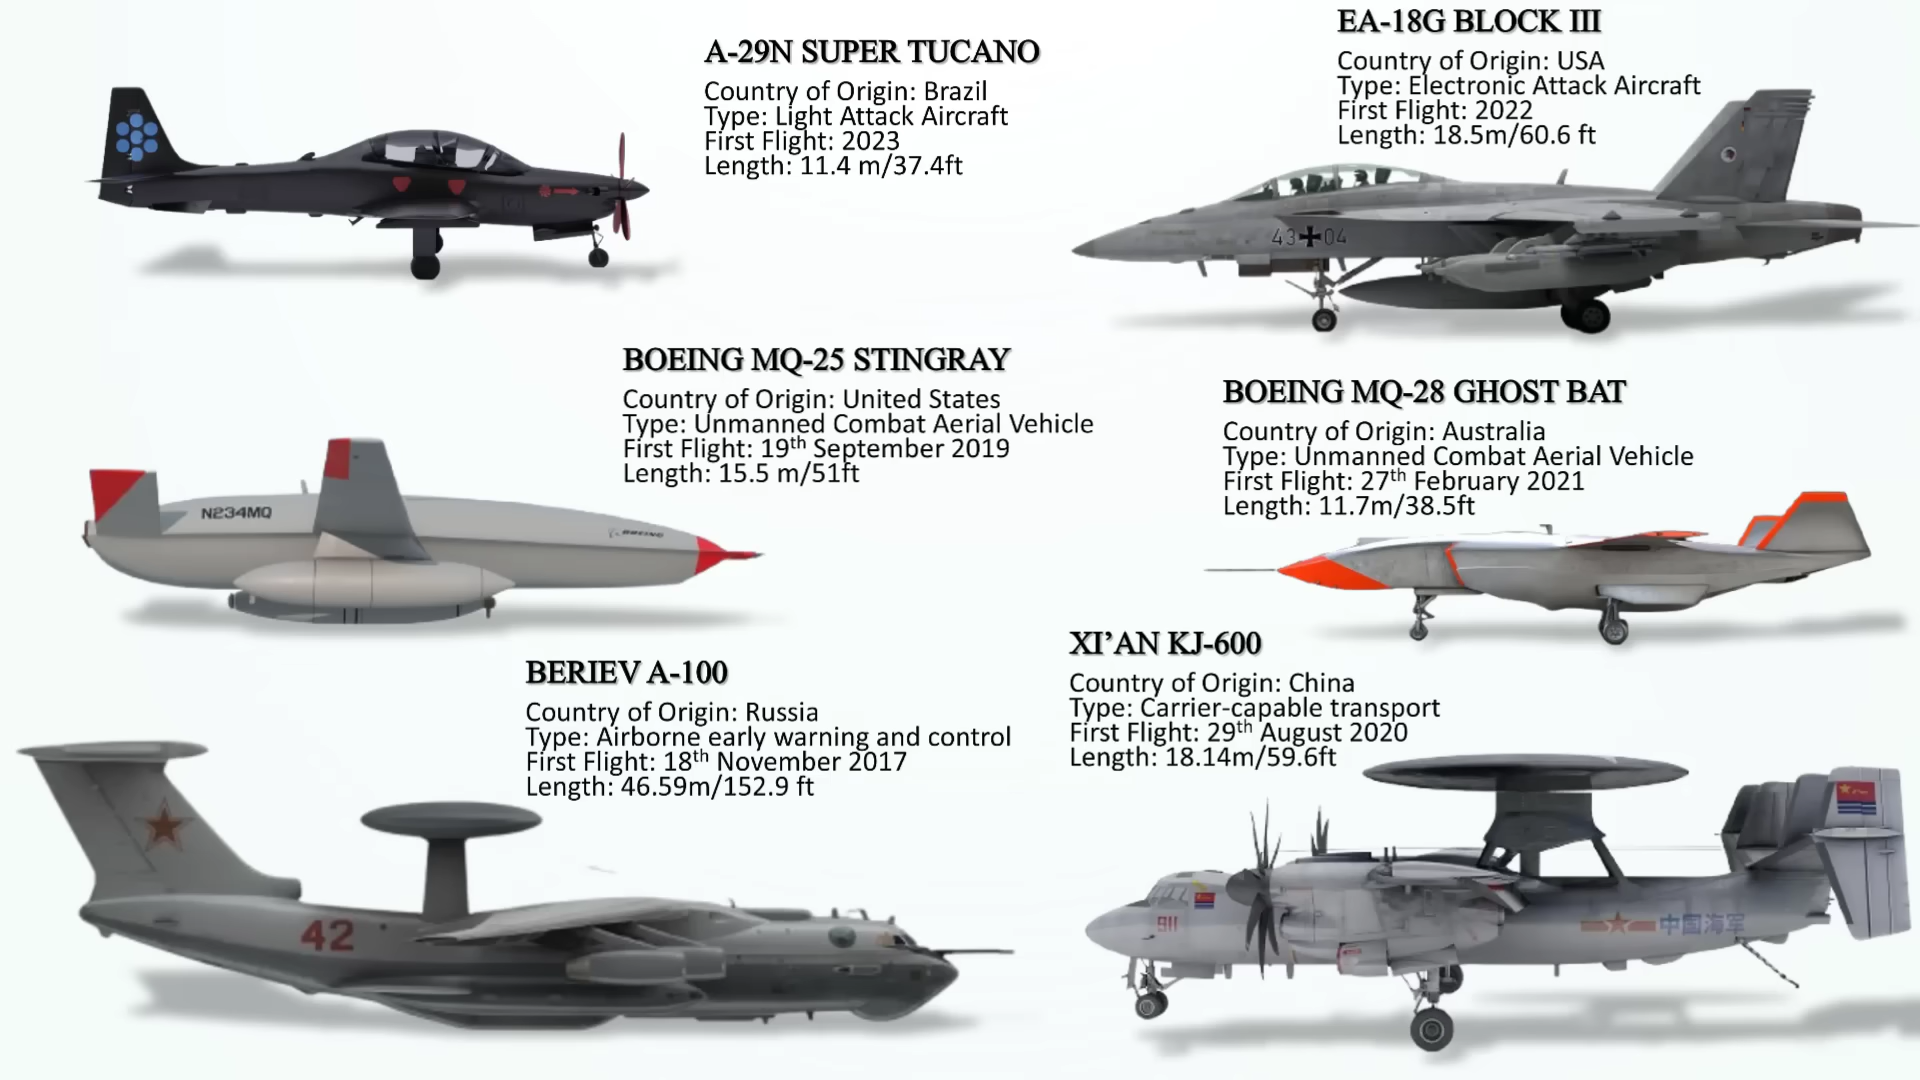 A-29N SUPER TUCANO
Country of Origin: Brazil
Type: Light Attack Aircraft
First Flight: 2023
Length: 11.4 m/37.4ft
EA-18G BLOCK III
Country of Origin: USA
Type: Electronic Attack Aircraft
First Flight: 2022
Length: 18.5m/60.6 ft
43 04
BOEING MQ-25 STINGRAY
Country of Origin: United States
Type: Unmanned Combat Aerial Vehicle
First Flight: 19th September 2019
Length: 15.5 m/51ft
N234MQ
BOEING
BOEING MQ-28 GHOST BAT
Country of Origin: Australia
Type: Unmanned Combat Aerial Vehicle
First Flight: 27th February 2021
Length: 11.7m/38.5ft
BERIEV A-100
Country of Origin: Russia
Type: Airborne early warning and control
First Flight: 18th November 2017
Length: 46.59m/152.9 ft
42
XI’AN KJ-600
Country of Origin: China
Type: Carrier-capable transport
First Flight: 29th August 2020
Length: 18.14m/59.6ft
911
中国海军